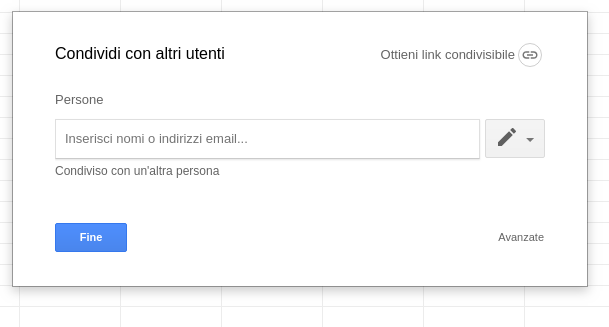 Condividi con altri utenti
Ottieni link condivisibile
Persone
Inserisci nomi o indirizzi email...
Condiviso con un'altra persona
Fine
Avanzate